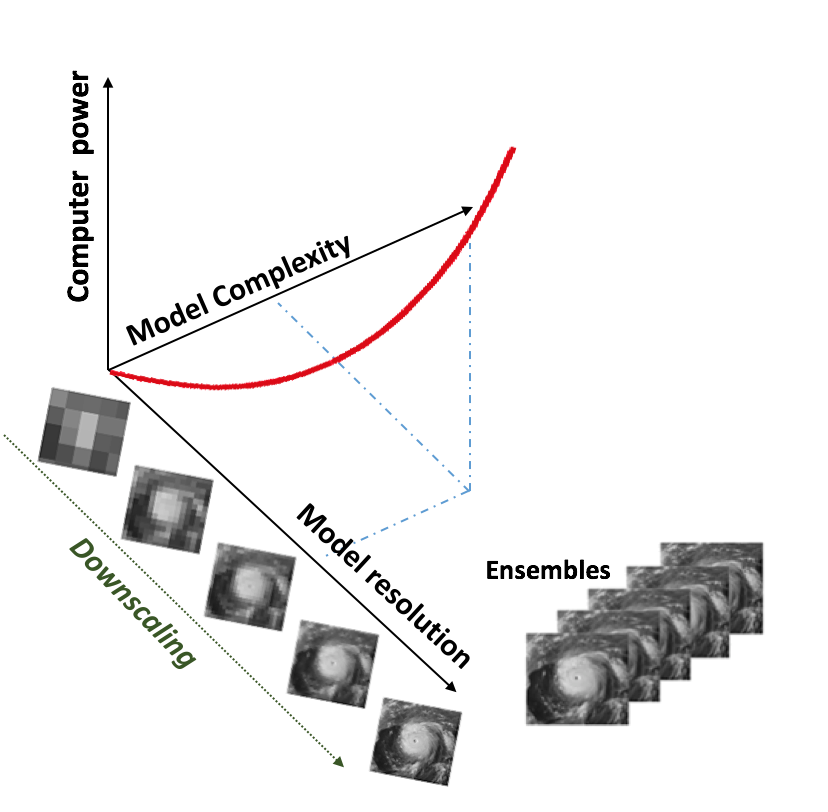 Computer power
Model Complexity
Model resolution
Downscaling
Ensembles